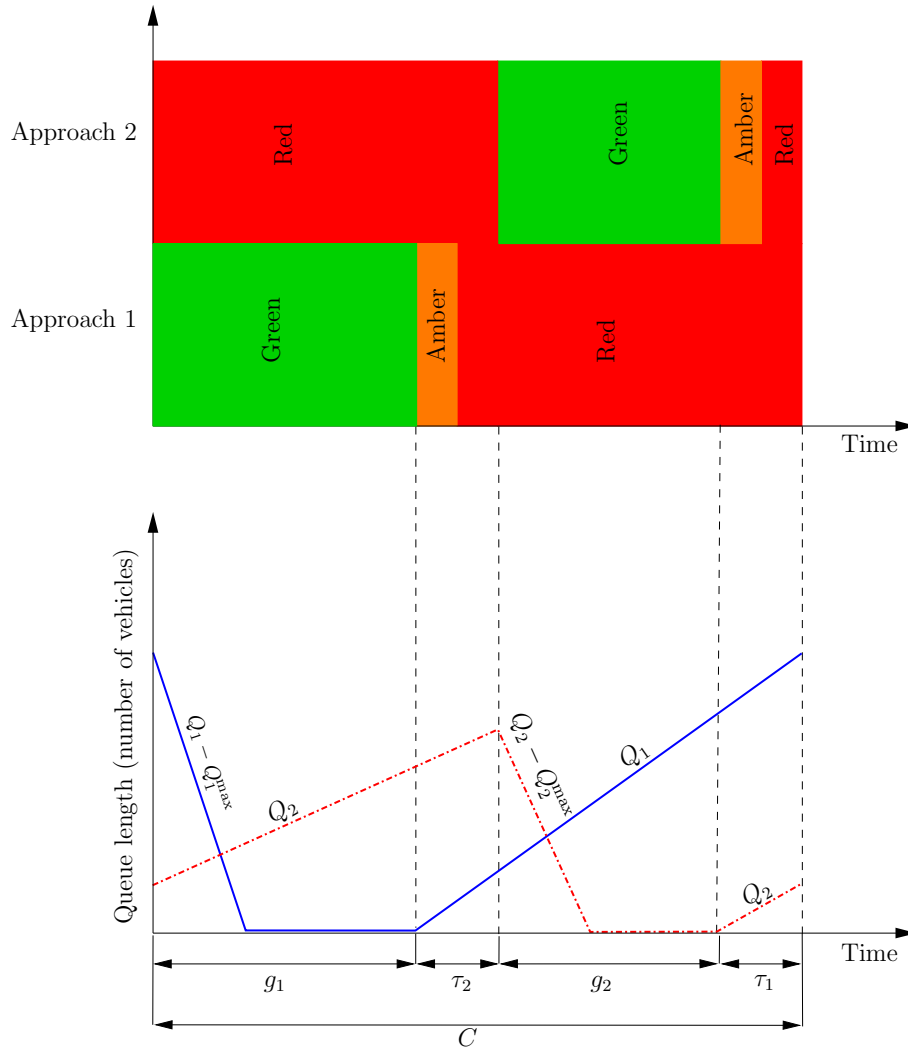 Approach 2
Red
Green
Amber
Red
Approach 1
Green
Amber
Red
Time
Queue length (number of vehicles)
Q₁ − Q₁ᵐᵃˣ
Q₂
Q₂ − Q₂ᵐᵃˣ
Q₁
Q₂
Time
g₁
τ₂
g₂
τ₁
C